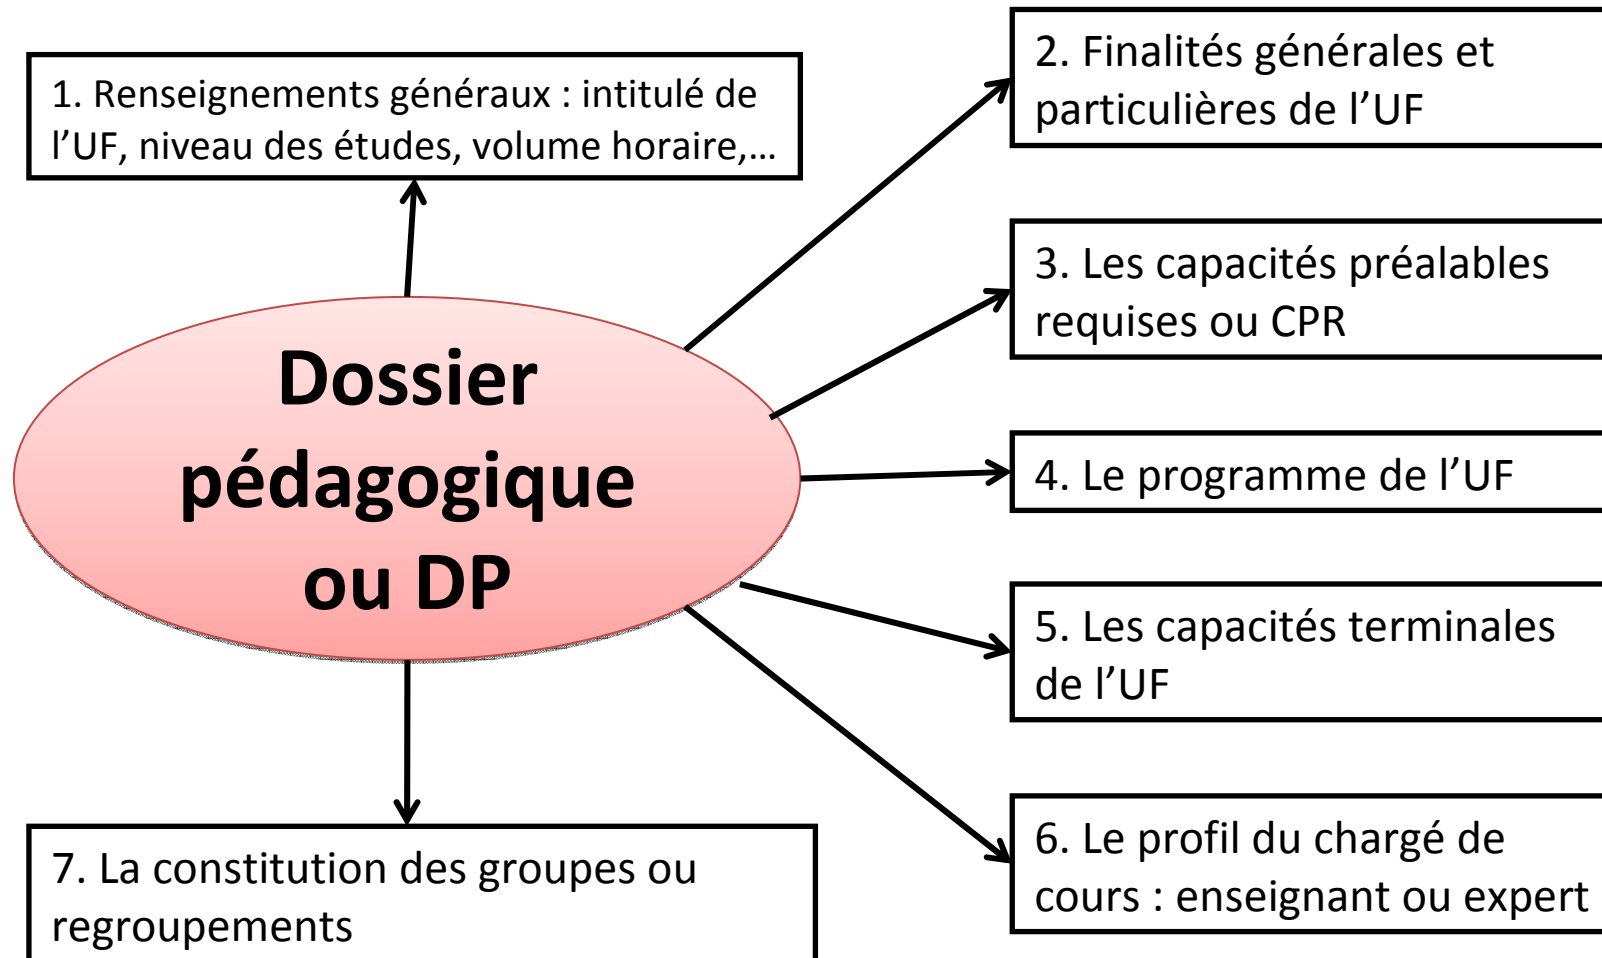 1. Renseignements généraux : intitulé de
l’UF, niveau des études, volume horaire,…
2. Finalités générales et
particulières de l’UF
3. Les capacités préalables
requises ou CPR
Dossier
pédagogique
ou DP
4. Le programme de l’UF
5. Les capacités terminales
de l’UF
6. Le profil du chargé de
cours : enseignant ou expert
7. La constitution des groupes ou
regroupements